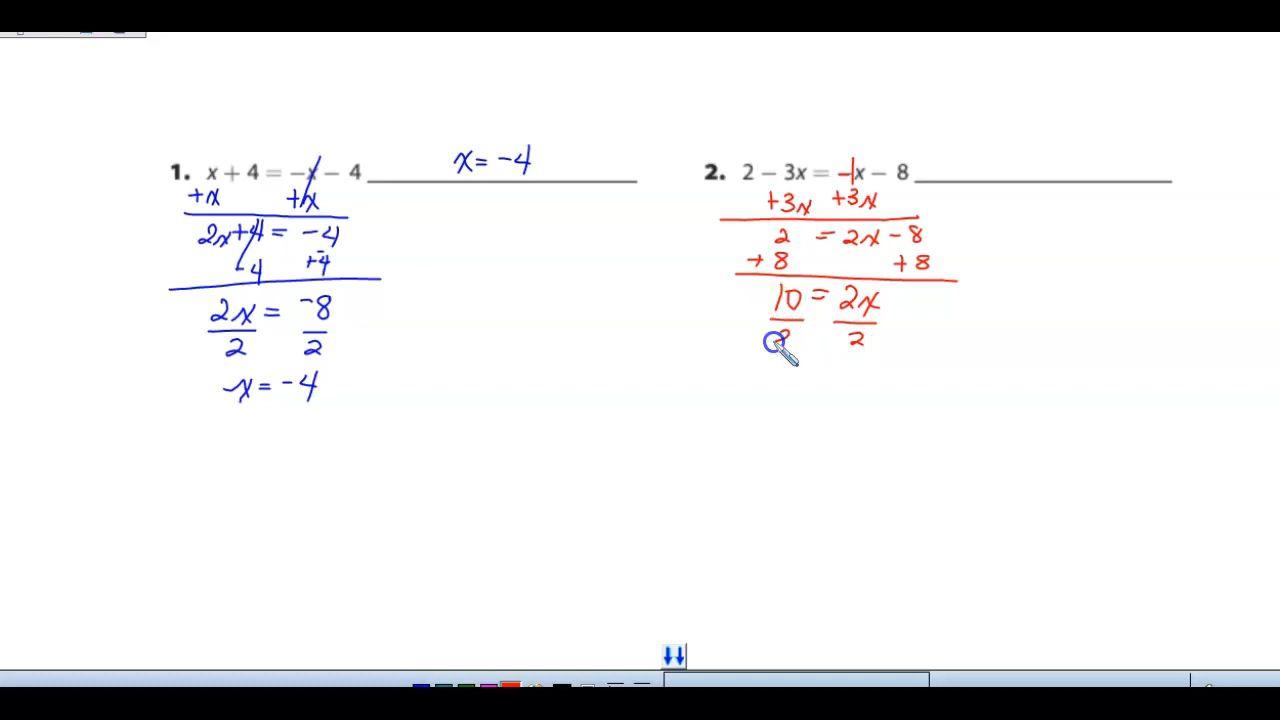 1. x + 4 = -x - 4 x = -4
+x +x
2x + 4 = -4
-4 +-4
2x = -8
2 2
x = -4
2. 2 - 3x = -1x - 8
+3x +3x
2 = 2x - 8
+8 +8
10 = 2x
2 2